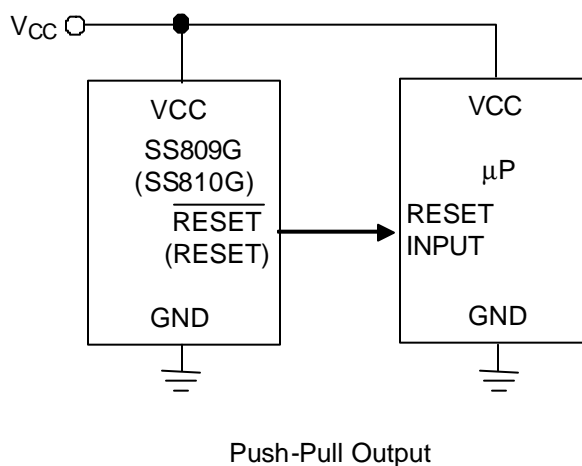 VCC
VCC
SS809G
(SS810G)
RESET
(RESET)
GND
VCC
µP
RESET
INPUT
GND
Push-Pull Output